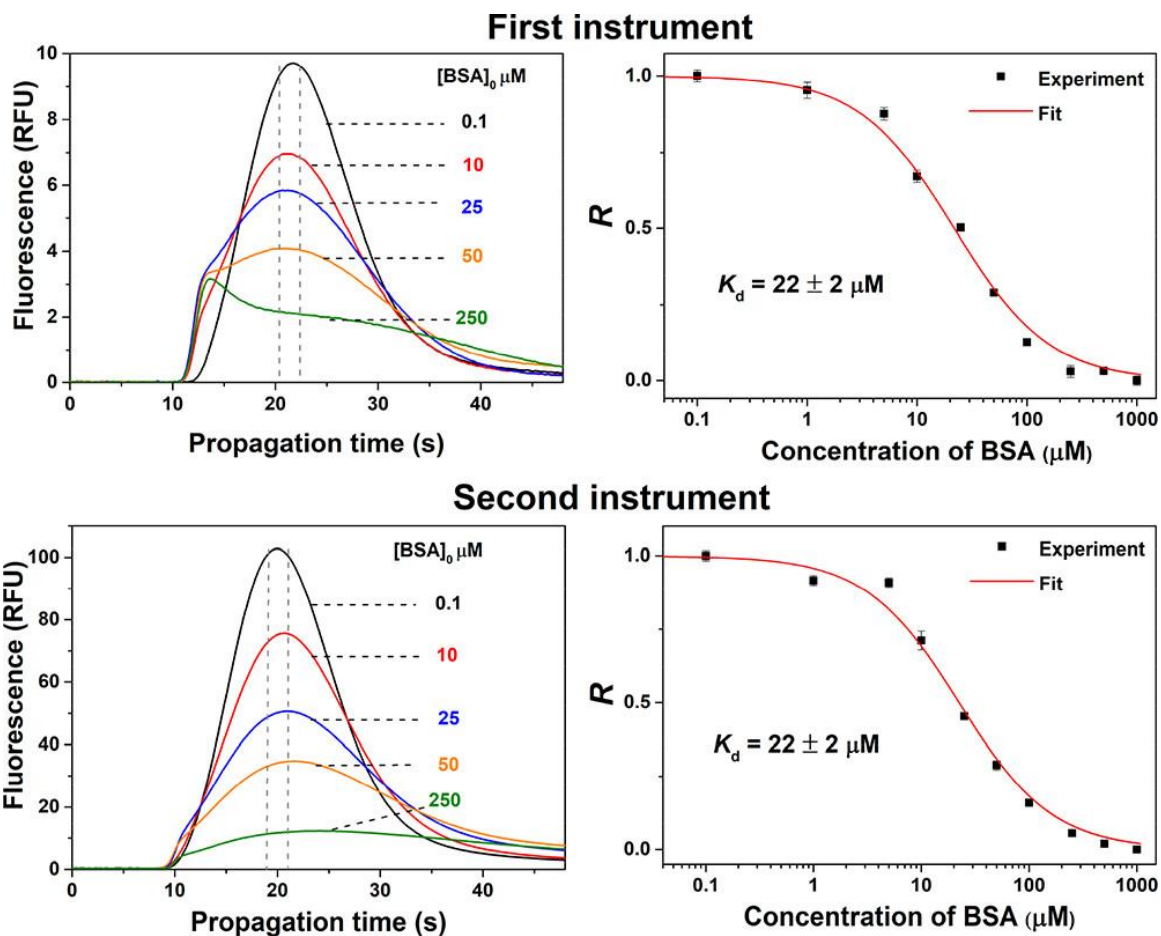 First instrument
Fluorescence (RFU)
10
8
6
4
2
0
[BSA]₀ μM
0.1
10
25
50
250
0 10 20 30 40
Propagation time (s)
R
1.0
0.5
0.0
Experiment
Fit
Kd = 22 ± 2 μM
0.1 1 10 100 1000
Concentration of BSA (μM)
Second instrument
Fluorescence (RFU)
100
80
60
40
20
0
[BSA]₀ μM
0.1
10
25
50
250
0 10 20 30 40
Propagation time (s)
R
1.0
0.5
0.0
Experiment
Fit
Kd = 22 ± 2 μM
0.1 1 10 100 1000
Concentration of BSA (μM)